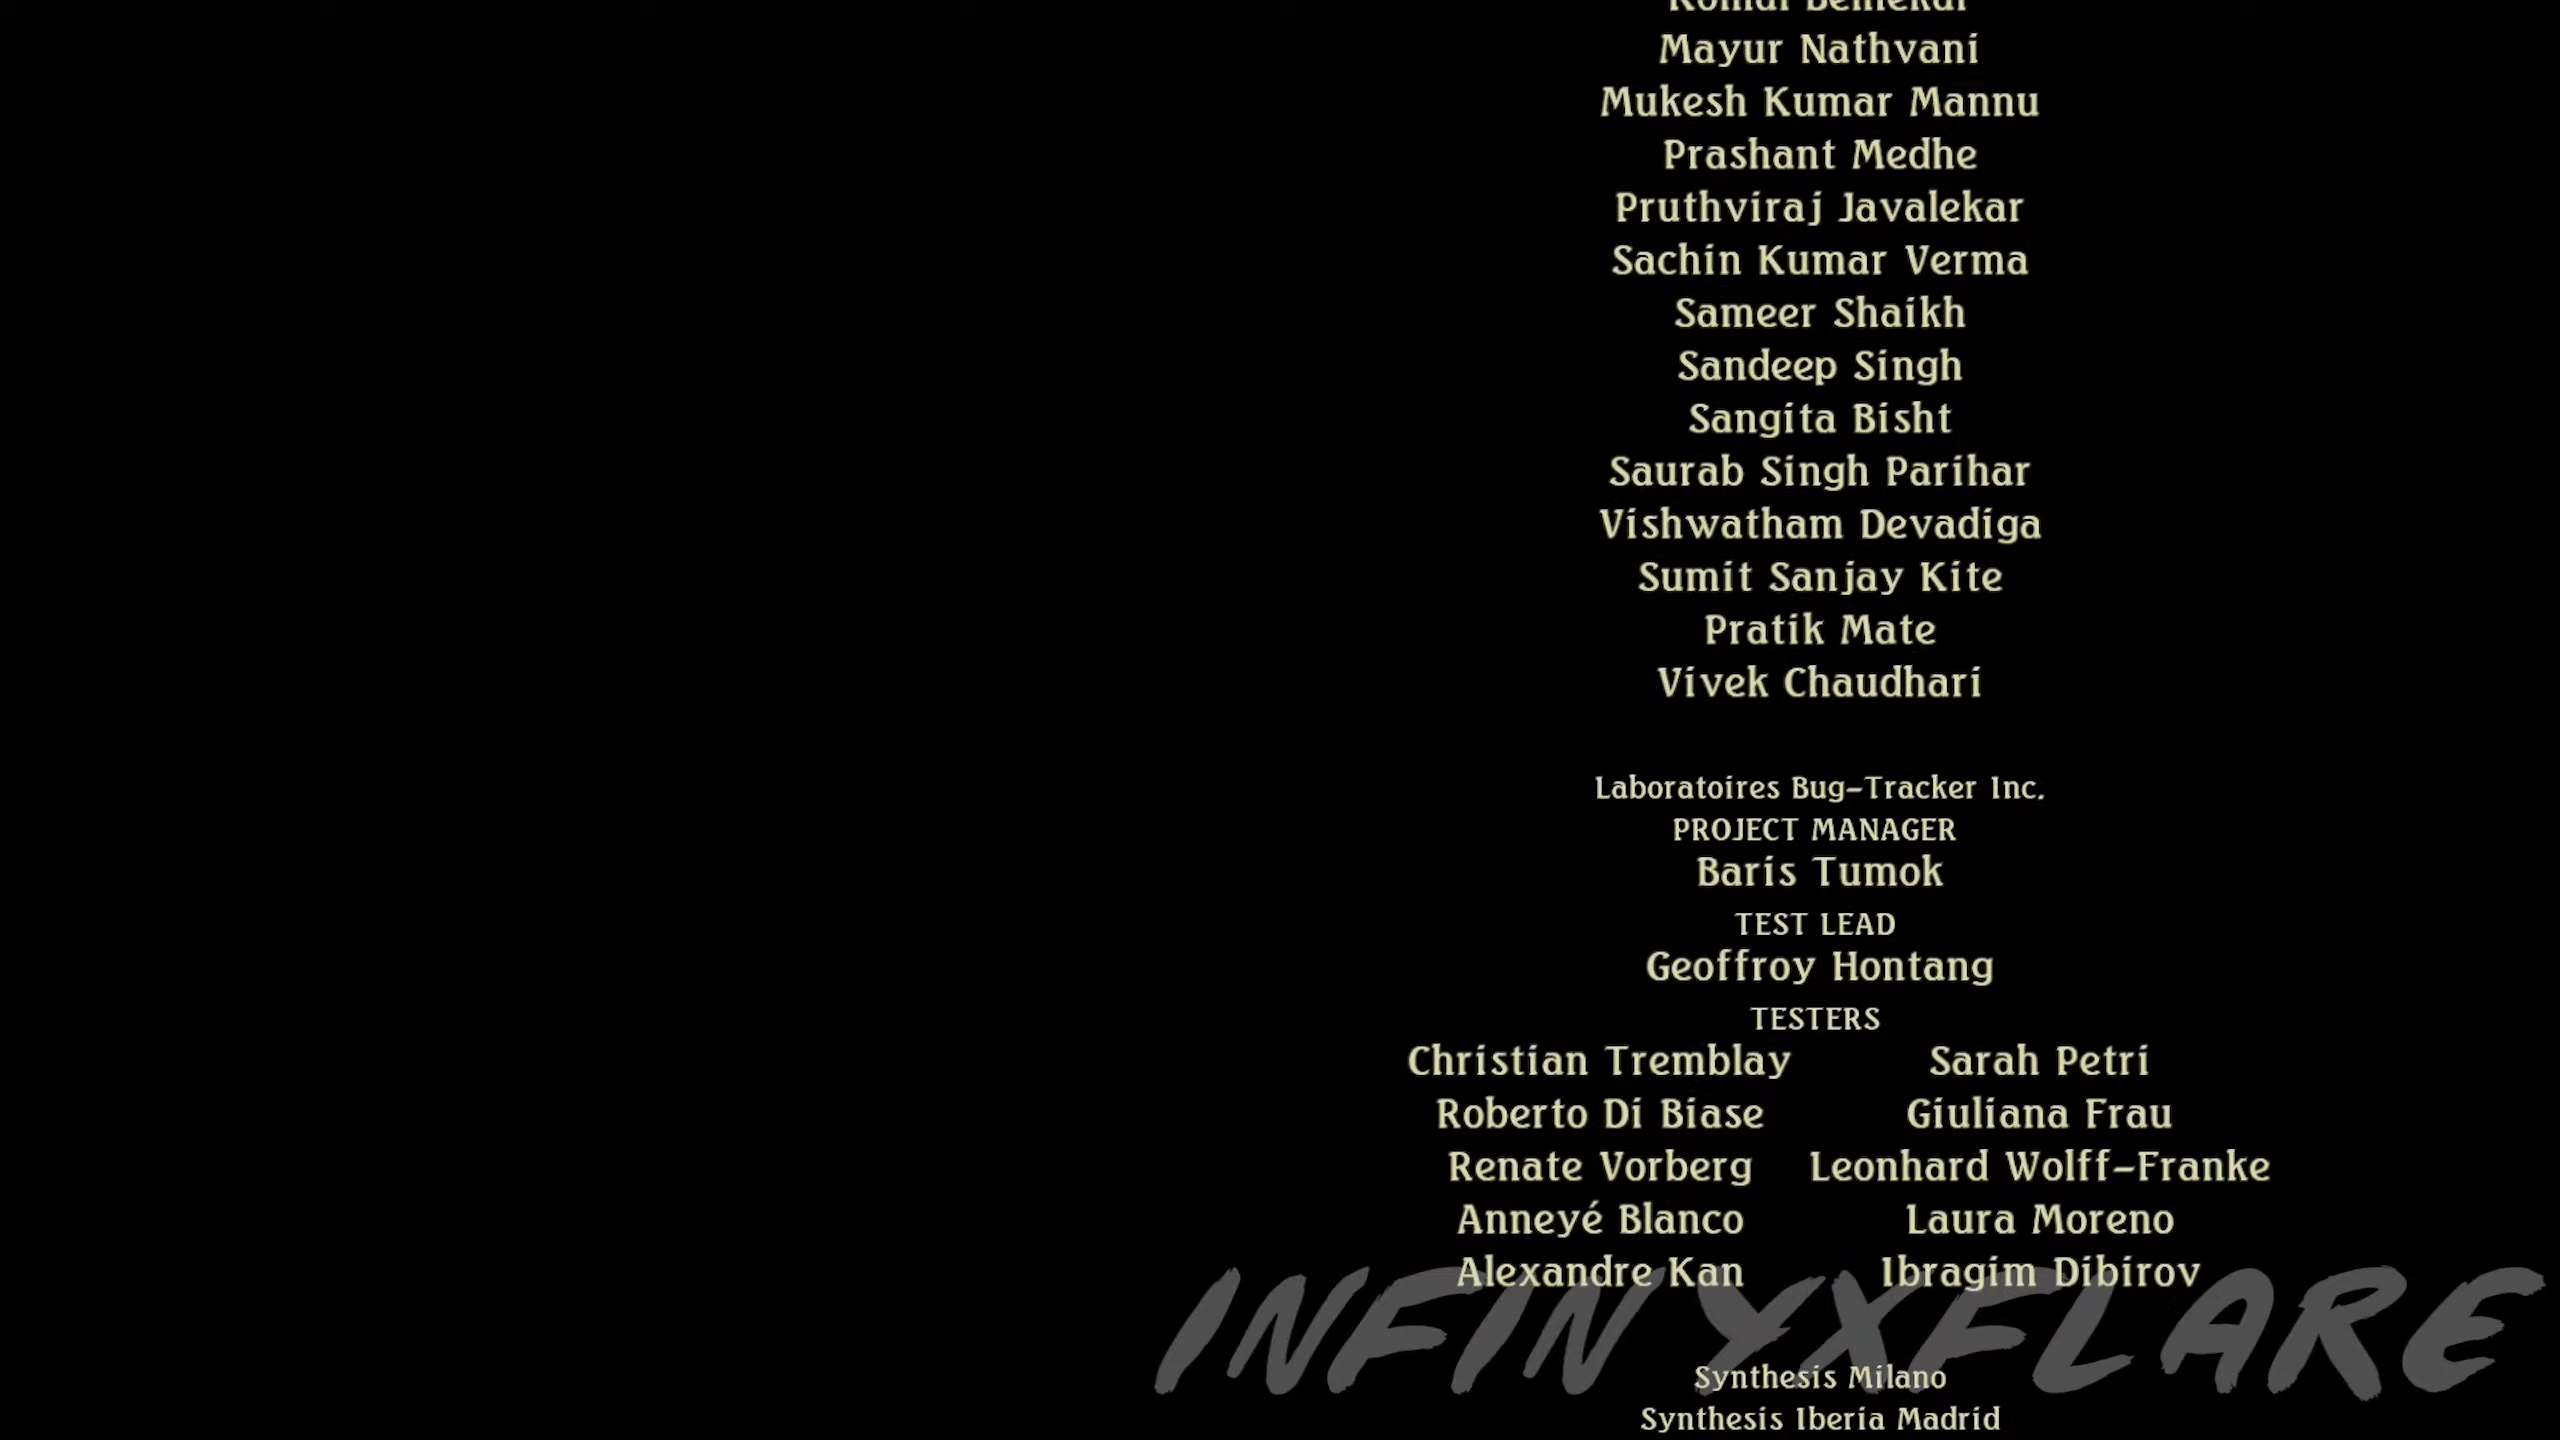 Mayur Nathvani
Mukesh Kumar Mannu
Prashant Medhe
Pruthviraj Javalekar
Sachin Kumar Verma
Sameer Shaikh
Sandeep Singh
Sangita Bisht
Saurab Singh Parihar
Vishwatham Devadiga
Sumit Sanjay Kite
Pratik Mate
Vivek Chaudhari
Laboratoires Bug-Tracker Inc.
PROJECT MANAGER
Baris Tumok
TEST LEAD
Geoffroy Hontang
TESTERS
Christian Tremblay Sarah Petri
Roberto Di Biase Giuliana Frau
Renate Vorberg Leonhard Wolff-Franke
Anneyé Blanco Laura Moreno
Alexandre Kan Ibragim Dibirov
INFINYXFLARE
Synthesis Milano
Synthesis Iberia Madrid